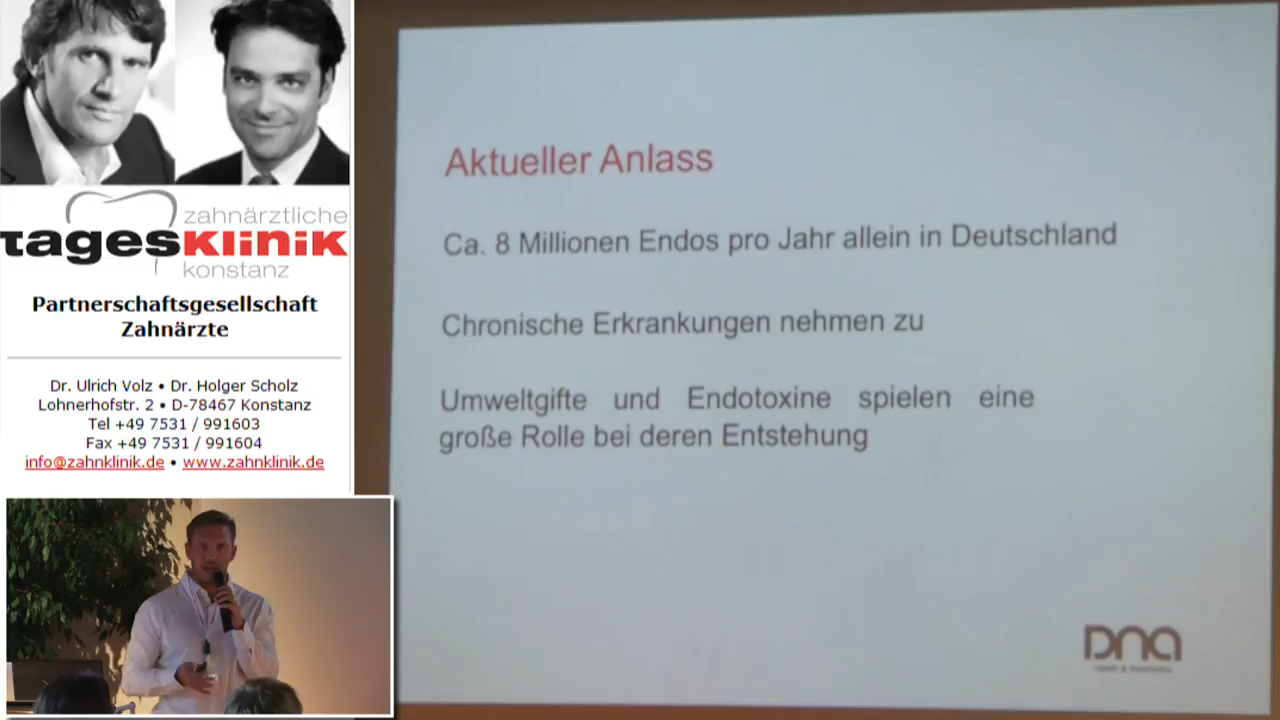 zahnärztliche
tagesKliniK
konstanz
Partnerschaftsgesellschaft
Zahnärzte
Dr. Ulrich Volz • Dr. Holger Scholz
Lohnerhofstr. 2 • D-78467 Konstanz
Tel +49 7531 / 991603
Fax +49 7531 / 991604
info@zahnklinik.de • www.zahnklinik.de
Aktueller Anlass
Ca. 8 Millionen Endos pro Jahr allein in Deutschland
Chronische Erkrankungen nehmen zu
Umweltgifte und Endotoxine spielen eine
große Rolle bei deren Entstehung
DNA